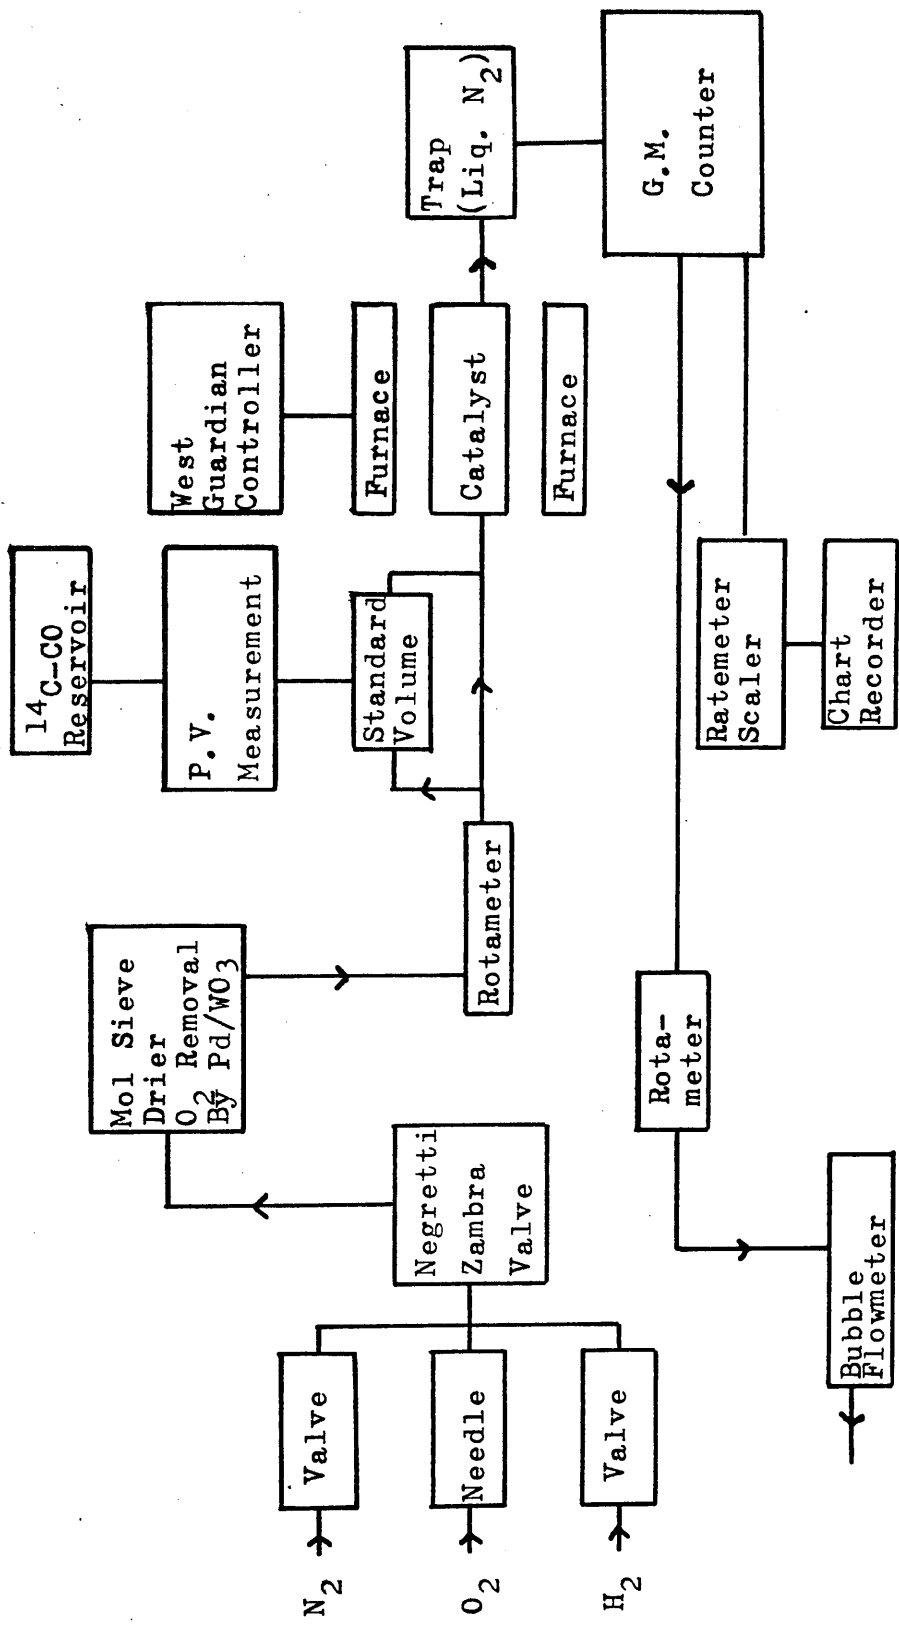 N2
O2
H2
Valve
Needle
Valve
Negretti
Zambra
Valve
Mol Sieve
Drier
O2 Removal
By Pd/WO3
Rotameter
14C-CO
Reservoir
P.V.
Measurement
Standard
Volume
West
Guardian
Controller
Furnace
Catalyst
Furnace
Trap
(Liq. N2)
G.M.
Counter
Ratemeter
Scaler
Chart
Recorder
Rota-
meter
Bubble
Flowmeter